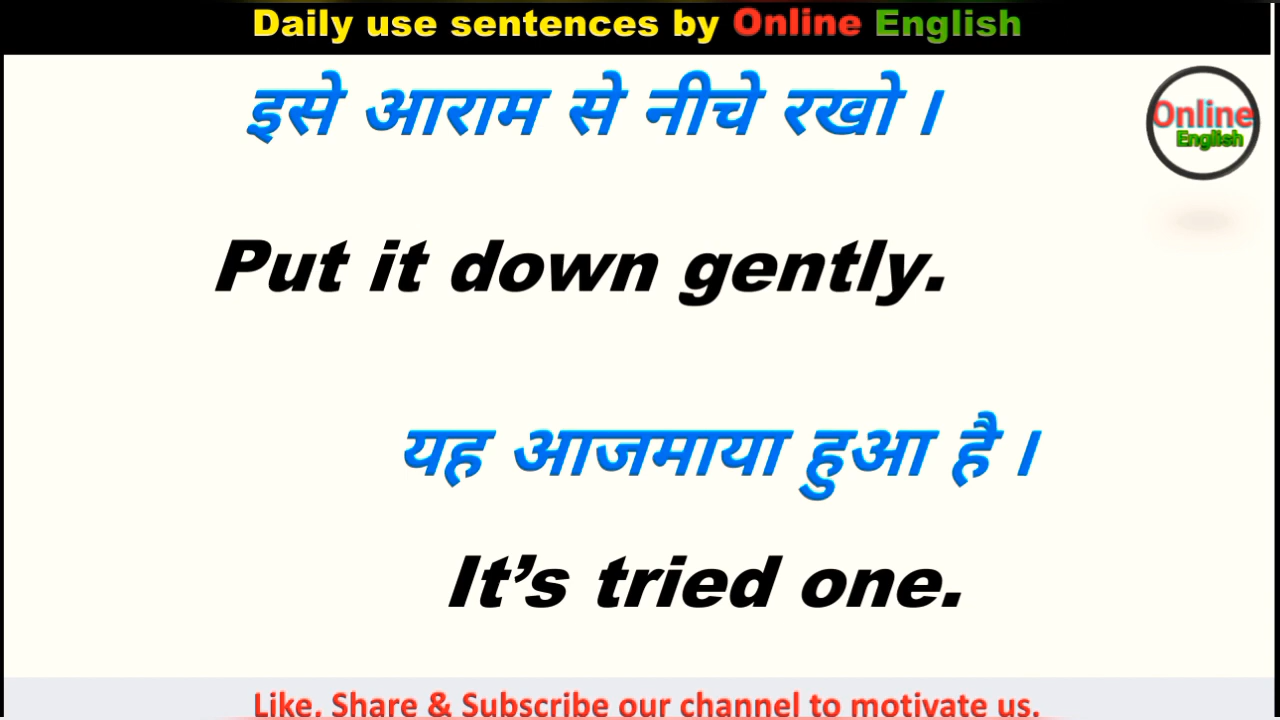 Daily use sentences by Online English
इसे आराम से नीचे रखो ।
Online
English
Put it down gently.
यह आजमाया हुआ है ।
It’s tried one.
Like, Share & Subscribe our channel to motivate us.